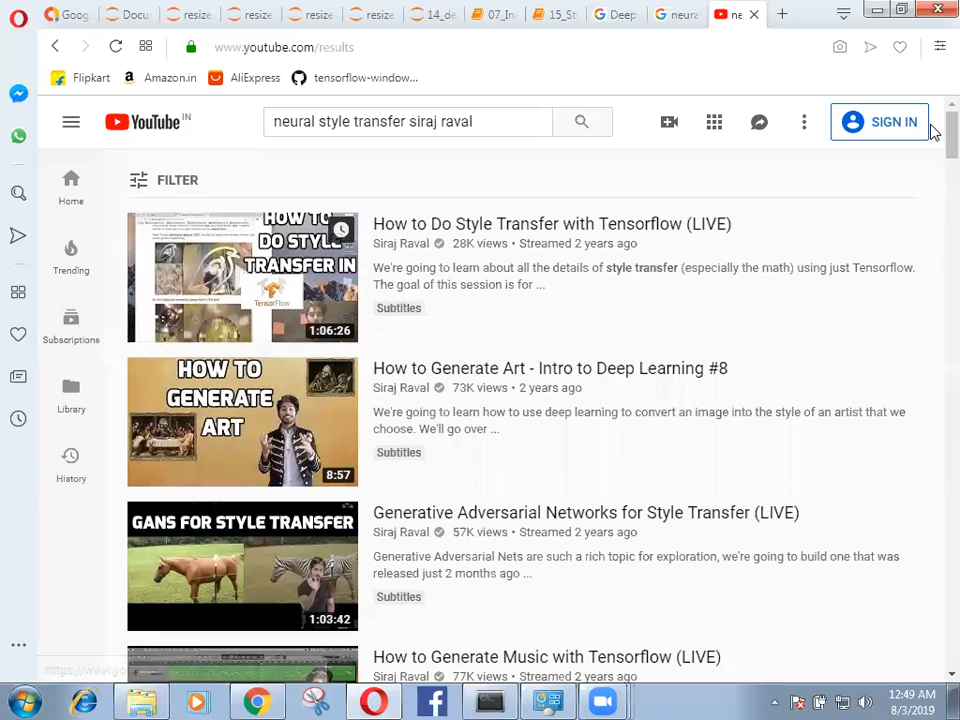 Goog
Docu
resize
resize
resize
resize
14_de
07_In
15_St
Deep
neura
ne
www.youtube.com/results
Flipkart
Amazon.in
AliExpress
tensorflow-window...
YouTube IN
neural style transfer siraj raval
SIGN IN
FILTER
Home
Trending
Subscriptions
Library
History
HOW TO
DO STYLE
TRANSFER IN
TensorFlow
1:06:26
How to Do Style Transfer with Tensorflow (LIVE)
Siraj Raval 28K views • Streamed 2 years ago
We're going to learn about all the details of style transfer (especially the math) using just Tensorflow.
The goal of this session is for ...
Subtitles
HOW TO
GENERATE
ART
8:57
How to Generate Art - Intro to Deep Learning #8
Siraj Raval 73K views • 2 years ago
We're going to learn how to use deep learning to convert an image into the style of an artist that we
choose. We'll go over ...
Subtitles
GANS FOR STYLE TRANSFER
1:03:42
Generative Adversarial Networks for Style Transfer (LIVE)
Siraj Raval 57K views • Streamed 2 years ago
Generative Adversarial Nets are such a rich topic for exploration, we're going to build one that was
released just 2 months ago ...
Subtitles
How to Generate Music with Tensorflow (LIVE)
Siraj Raval 77K views • Streamed 2 years ago
12:49 AM
8/3/2019